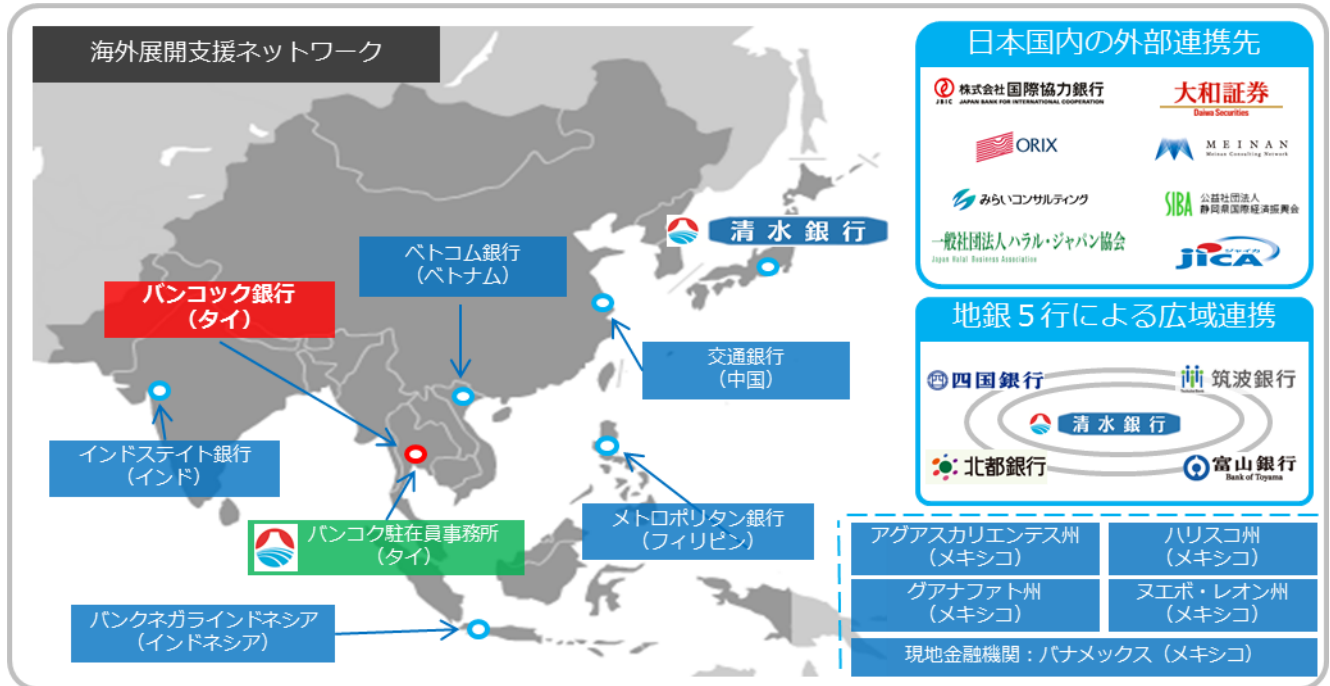 海外展開支援ネットワーク
清水銀行
ベトコム銀行
（ベトナム）
バンコック銀行
（タイ）
交通銀行
（中国）
インドステイト銀行
（インド）
メトロポリタン銀行
（フィリピン）
バンコク駐在員事務所
（タイ）
バンクネガラインドネシア
（インドネシア）
日本国内の外部連携先
JBIC
株式会社国際協力銀行
JAPAN BANK FOR INTERNATIONAL COOPERATION
大和証券
Daiwa Securities
ORIX
MEINAN
Meinan Consulting Network
みらいコンサルティング
SIBA
公益社団法人
静岡県国際経済振興会
一般社団法人ハラル・ジャパン協会
Japan Halal Business Association
ジャイカ
JICA
地銀５行による広域連携
四国銀行
筑波銀行
清水銀行
北都銀行
富山銀行
Bank of Toyama
アグアスカリエンテス州
（メキシコ）
ハリスコ州
（メキシコ）
グアナファト州
（メキシコ）
ヌエボ・レオン州
（メキシコ）
現地金融機関：バナメックス（メキシコ）